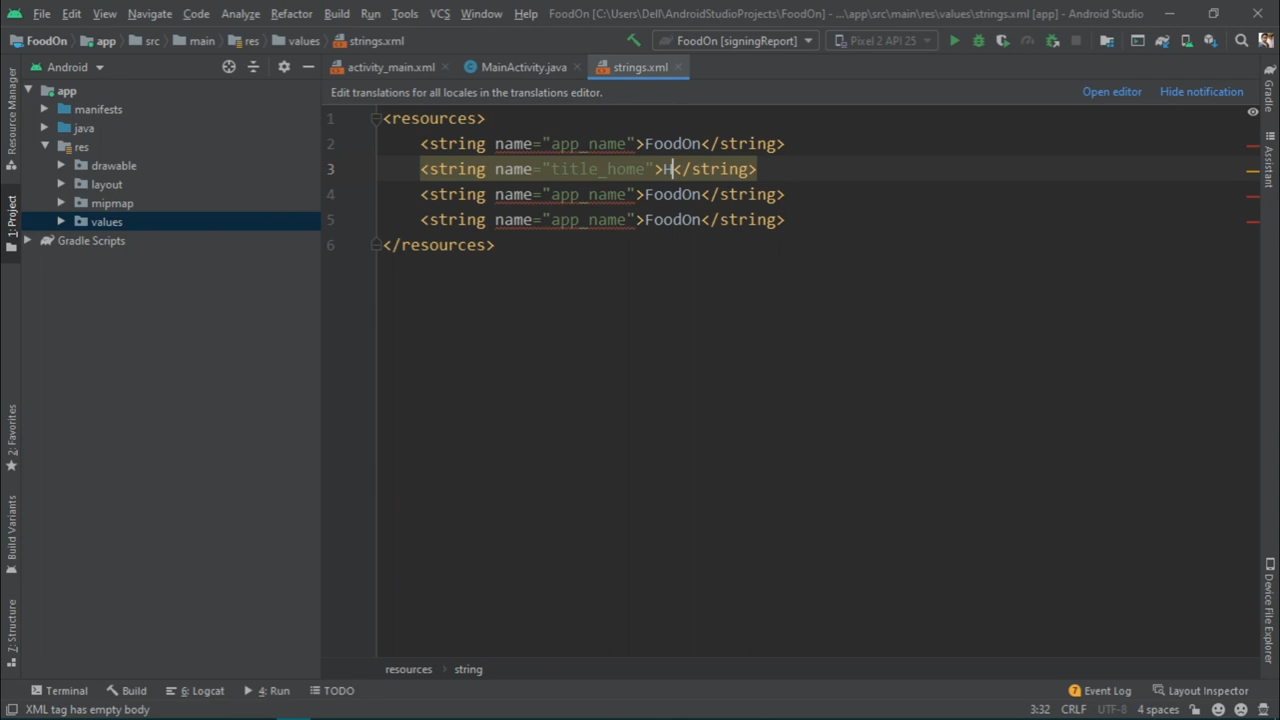 File Edit View Navigate Code Analyze Refactor Build Run Tools VCS Window Help FoodOn [C:\Users\Dell\AndroidStudioProjects\FoodOn] - ...\app\src\main\res\values\strings.xml [app] - Android Studio
FoodOn app src main res values strings.xml FoodOn [signingReport] Pixel 2 API 25
Android activity_main.xml MainActivity.java strings.xml
Edit translations for all locales in the translations editor. Open editor Hide notification
Resource Manager
1: Project
2: Favorites
Build Variants
7: Structure
app
manifests
java
res
drawable
layout
mipmap
values
Gradle Scripts
1 <resources>
2 <string name="app_name">FoodOn</string>
3 <string name="title_home">H</string>
4 <string name="app_name">FoodOn</string>
5 <string name="app_name">FoodOn</string>
6 </resources>
Gradle
Assistant
Device File Explorer
resources string
Terminal Build 6: Logcat 4: Run TODO 7 Event Log Layout Inspector
XML tag has empty body 3:32 CRLF UTF-8 4 spaces